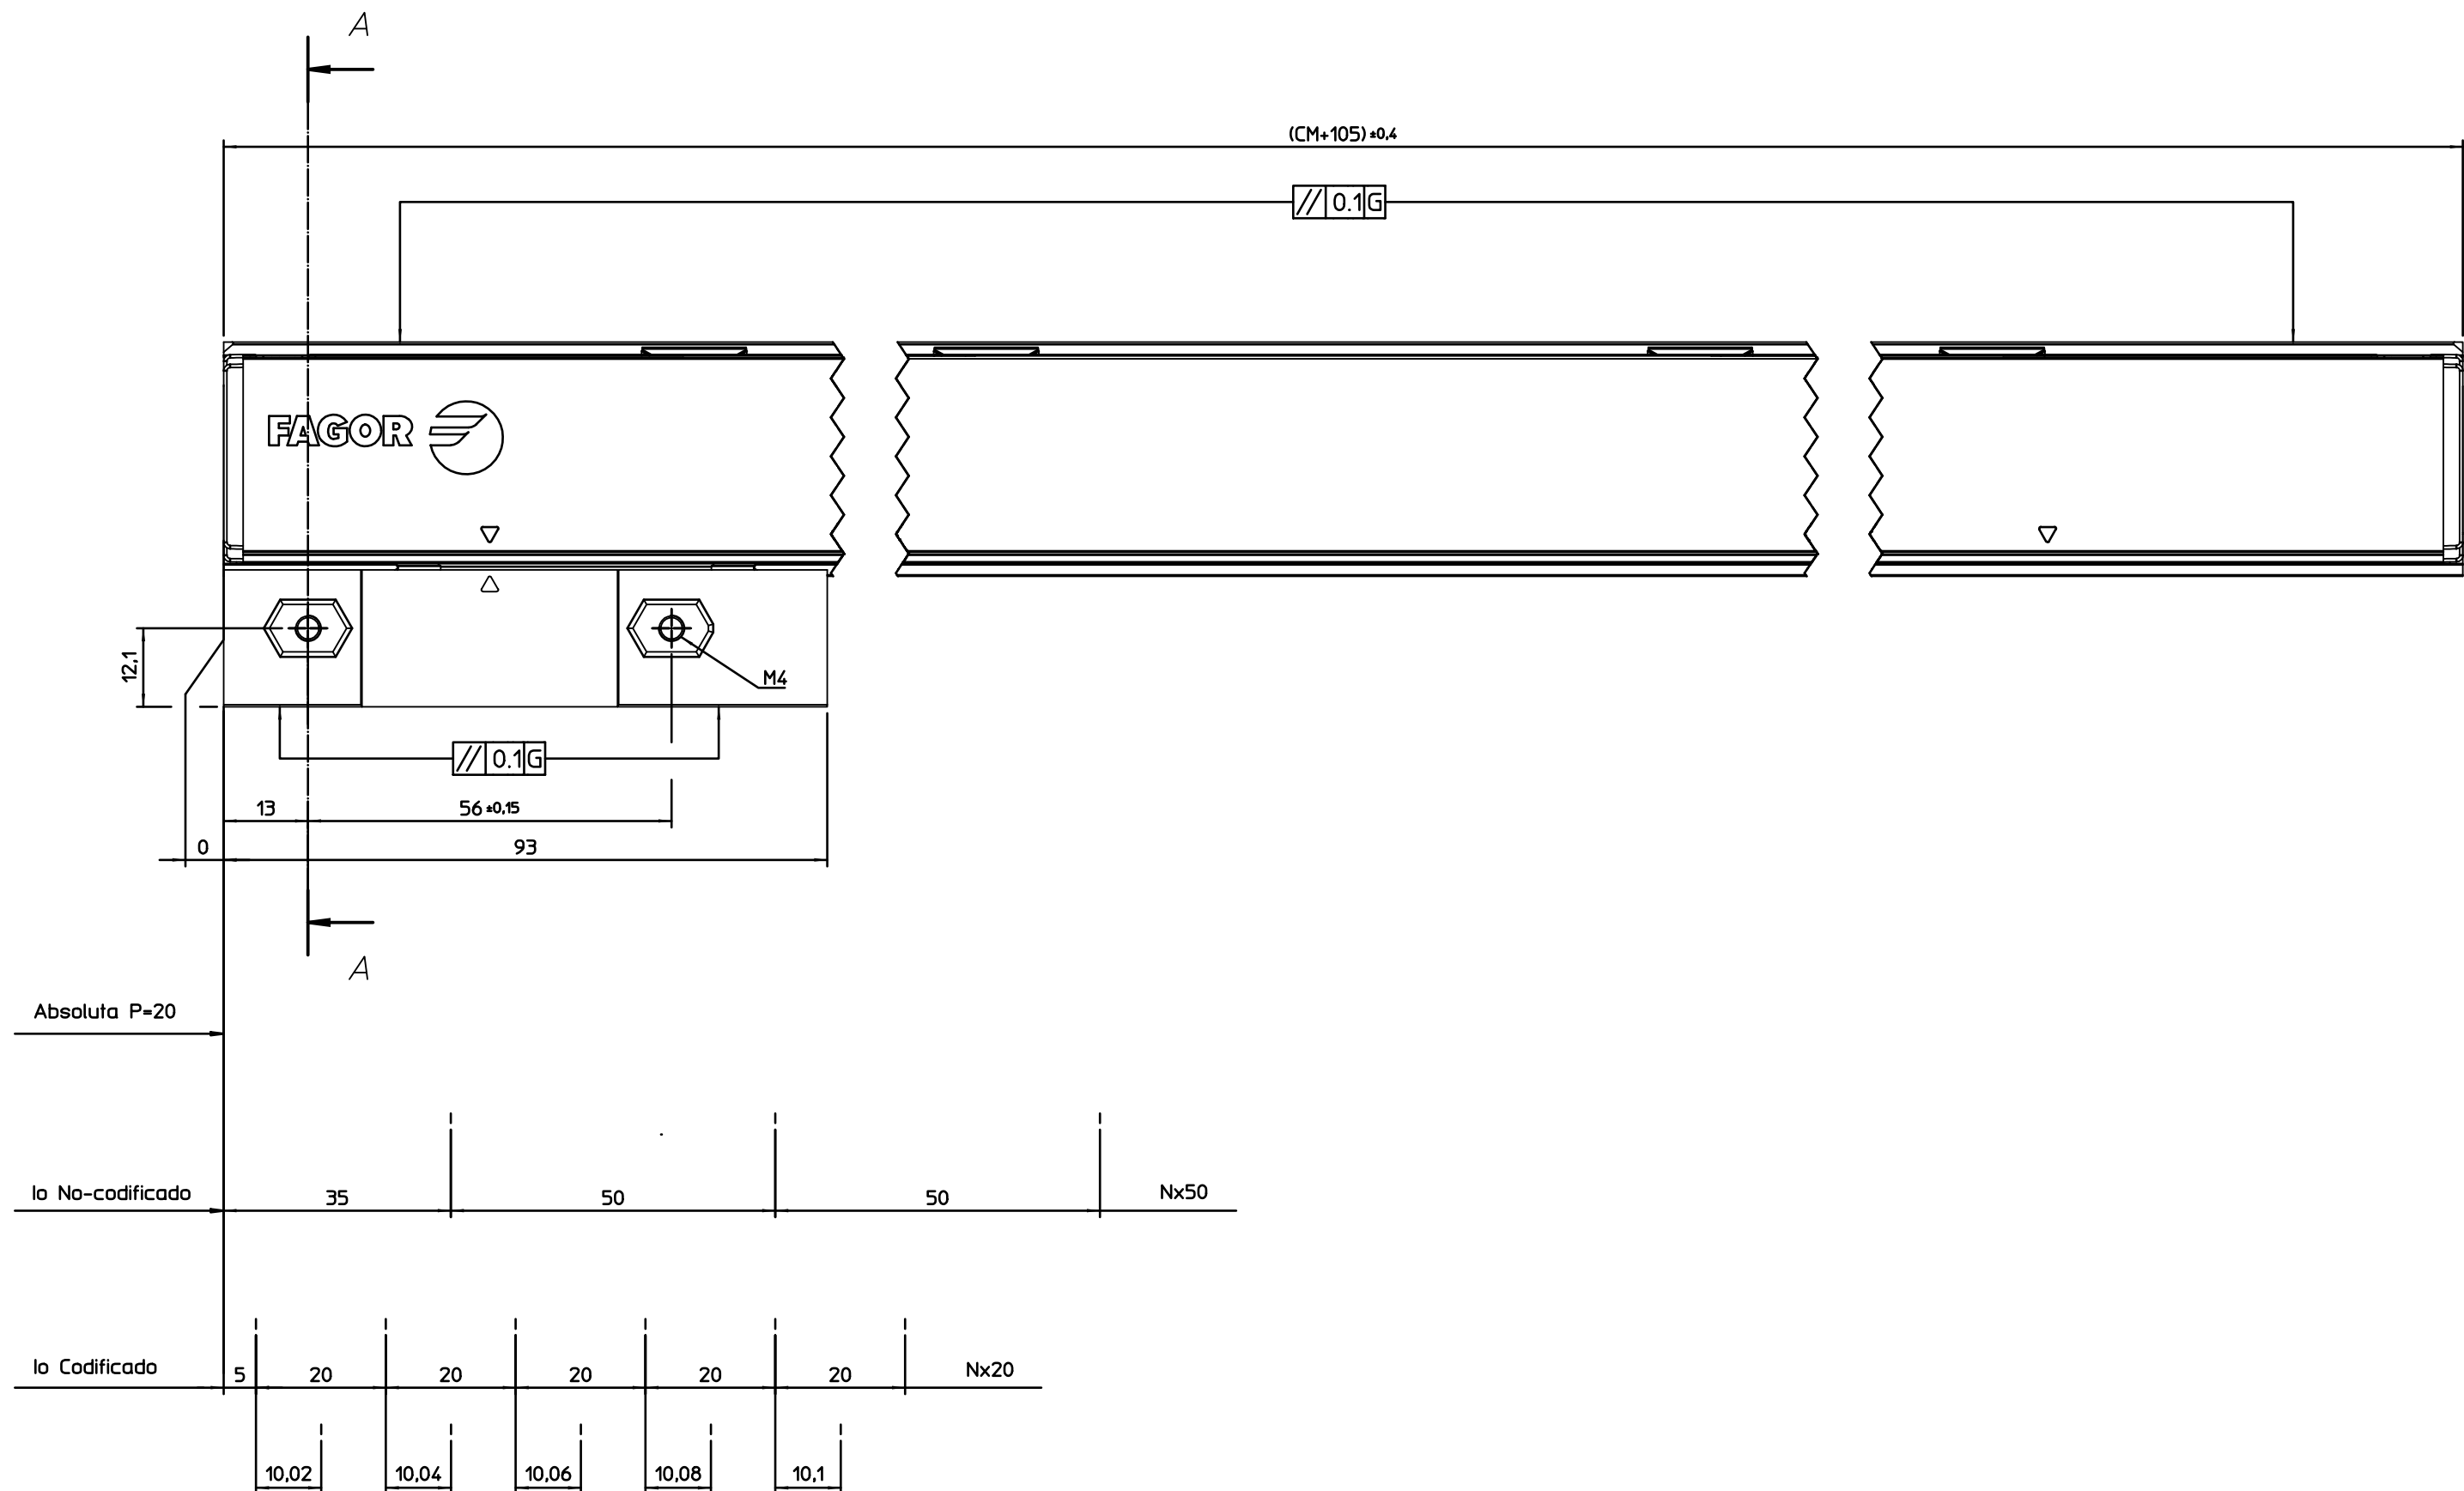 A
(CM+105)±0,4
// 0.1 G
FAGOR
12,1
M4
// 0.1 G
13 56 ±0,15
0 93
A
Absoluta P=20
Io No-codificado 35 50 50 Nx50
Io Codificado 5 20 20 20 20 20 Nx20
10,02 10,04 10,06 10,08 10,1